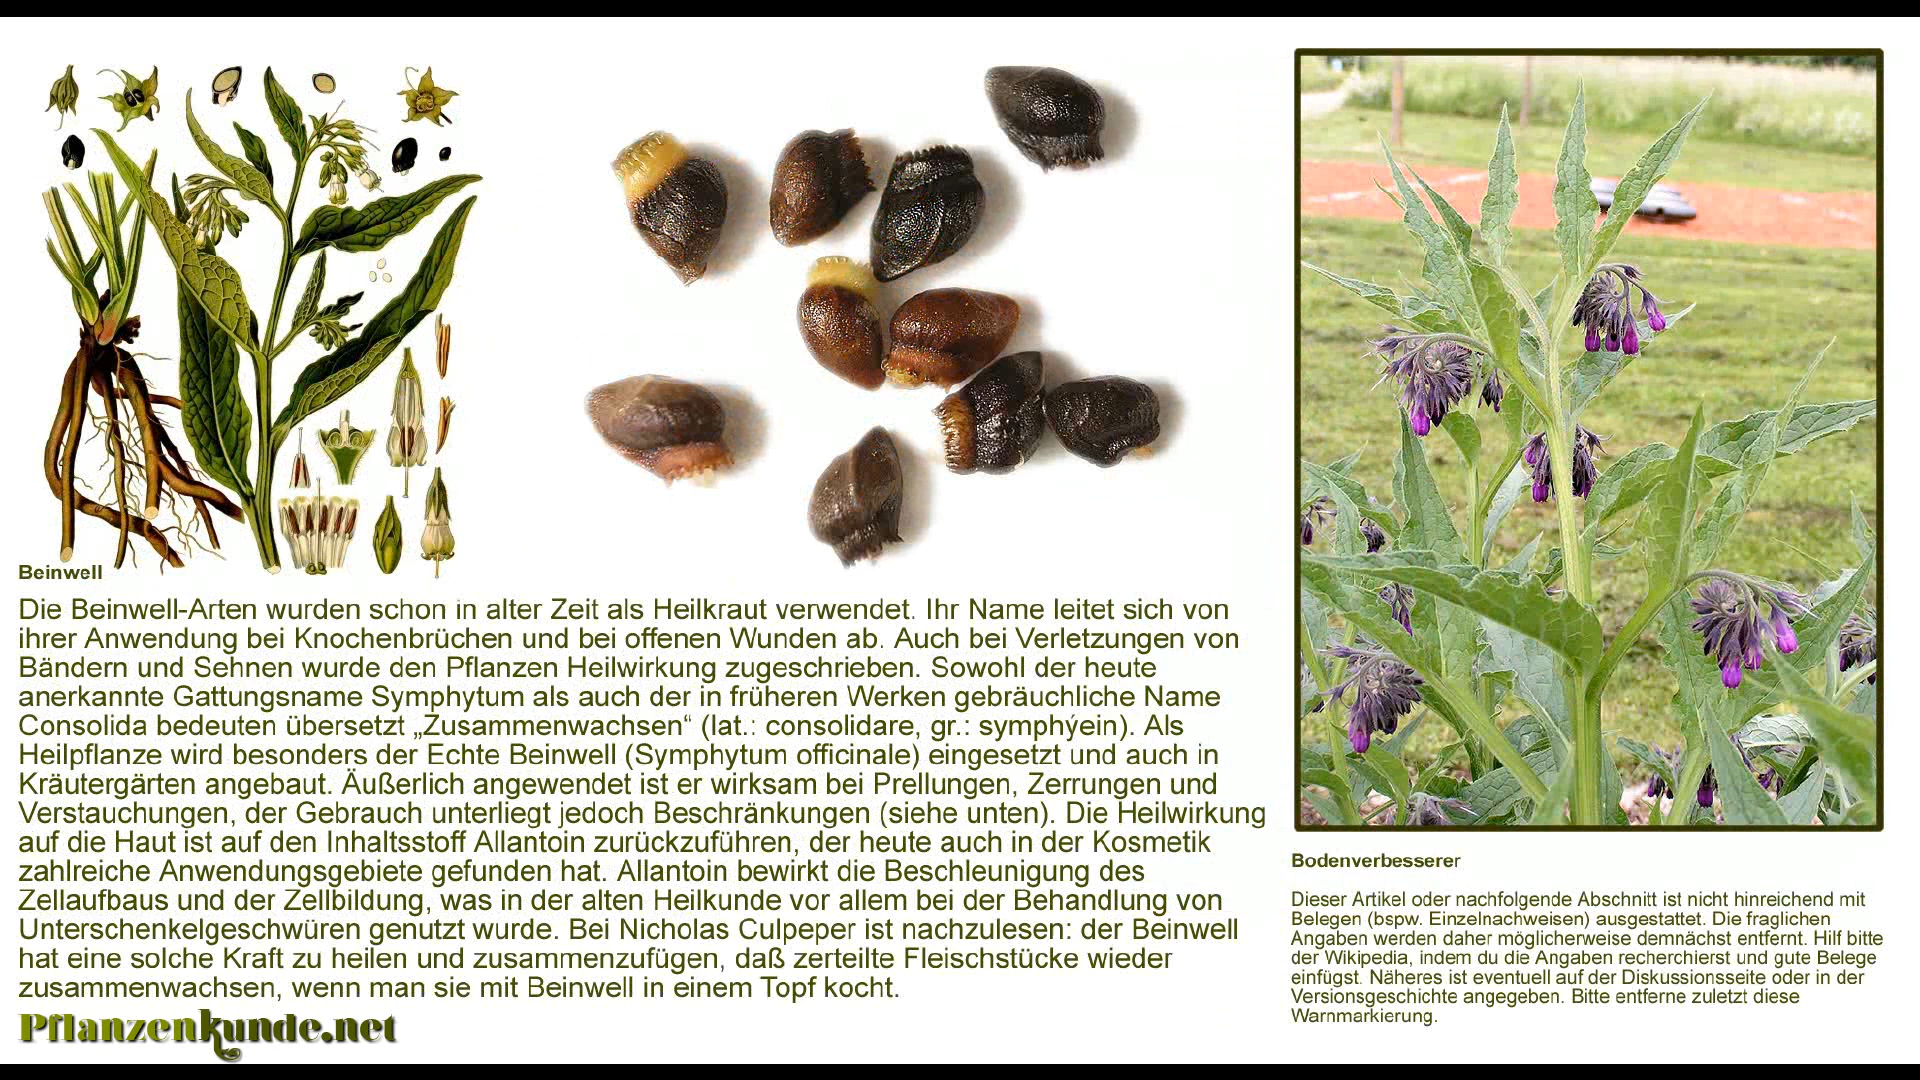 Beinwell
Die Beinwell-Arten wurden schon in alter Zeit als Heilkraut verwendet. Ihr Name leitet sich von
ihrer Anwendung bei Knochenbrüchen und bei offenen Wunden ab. Auch bei Verletzungen von
Bändern und Sehnen wurde den Pflanzen Heilwirkung zugeschrieben. Sowohl der heute
anerkannte Gattungsname Symphytum als auch der in früheren Werken gebräuchliche Name
Consolida bedeuten übersetzt „Zusammenwachsen“ (lat.: consolidare, gr.: symphýein). Als
Heilpflanze wird besonders der Echte Beinwell (Symphytum officinale) eingesetzt und auch in
Kräutergärten angebaut. Äußerlich angewendet ist er wirksam bei Prellungen, Zerrungen und
Verstauchungen, der Gebrauch unterliegt jedoch Beschränkungen (siehe unten). Die Heilwirkung
auf die Haut ist auf den Inhaltsstoff Allantoin zurückzuführen, der heute auch in der Kosmetik
zahlreiche Anwendungsgebiete gefunden hat. Allantoin bewirkt die Beschleunigung des
Zellaufbaus und der Zellbildung, was in der alten Heilkunde vor allem bei der Behandlung von
Unterschenkelgeschwüren genutzt wurde. Bei Nicholas Culpeper ist nachzulesen: der Beinwell
hat eine solche Kraft zu heilen und zusammenzufügen, daß zerteilte Fleischstücke wieder
zusammenwachsen, wenn man sie mit Beinwell in einem Topf kocht.
Pflanzenkunde.net
Bodenverbesserer
Dieser Artikel oder nachfolgende Abschnitt ist nicht hinreichend mit
Belegen (bspw. Einzelnachweisen) ausgestattet. Die fraglichen
Angaben werden daher möglicherweise demnächst entfernt. Hilf bitte
der Wikipedia, indem du die Angaben recherchierst und gute Belege
einfügst. Näheres ist eventuell auf der Diskussionsseite oder in der
Versionsgeschichte angegeben. Bitte entferne zuletzt diese
Warnmarkierung.